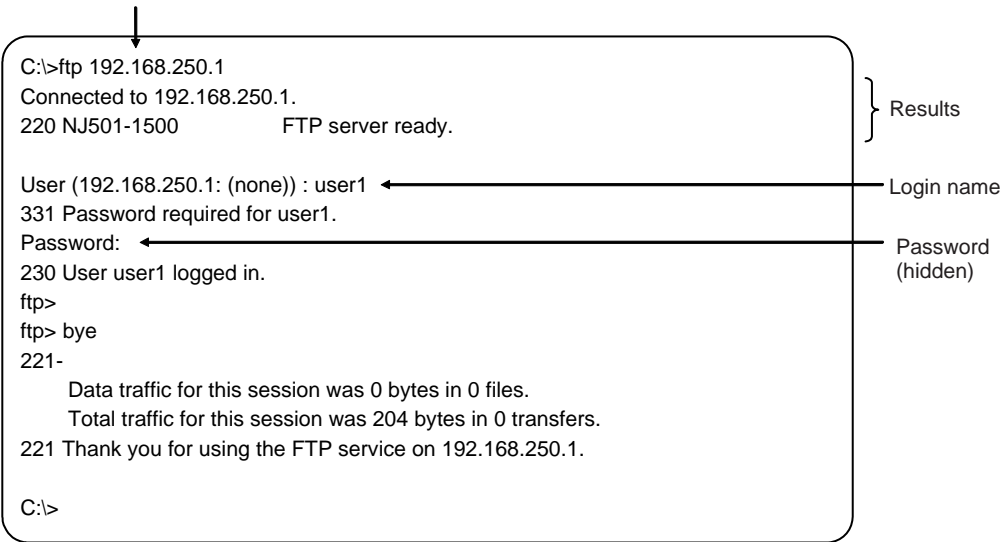 C:\>ftp 192.168.250.1
Connected to 192.168.250.1.
220 NJ501-1500 FTP server ready.
Results
User (192.168.250.1: (none)) : user1
Login name
331 Password required for user1.
Password:
Password
(hidden)
230 User user1 logged in.
ftp>
ftp> bye
221-
Data traffic for this session was 0 bytes in 0 files.
Total traffic for this session was 204 bytes in 0 transfers.
221 Thank you for using the FTP service on 192.168.250.1.
C:\>